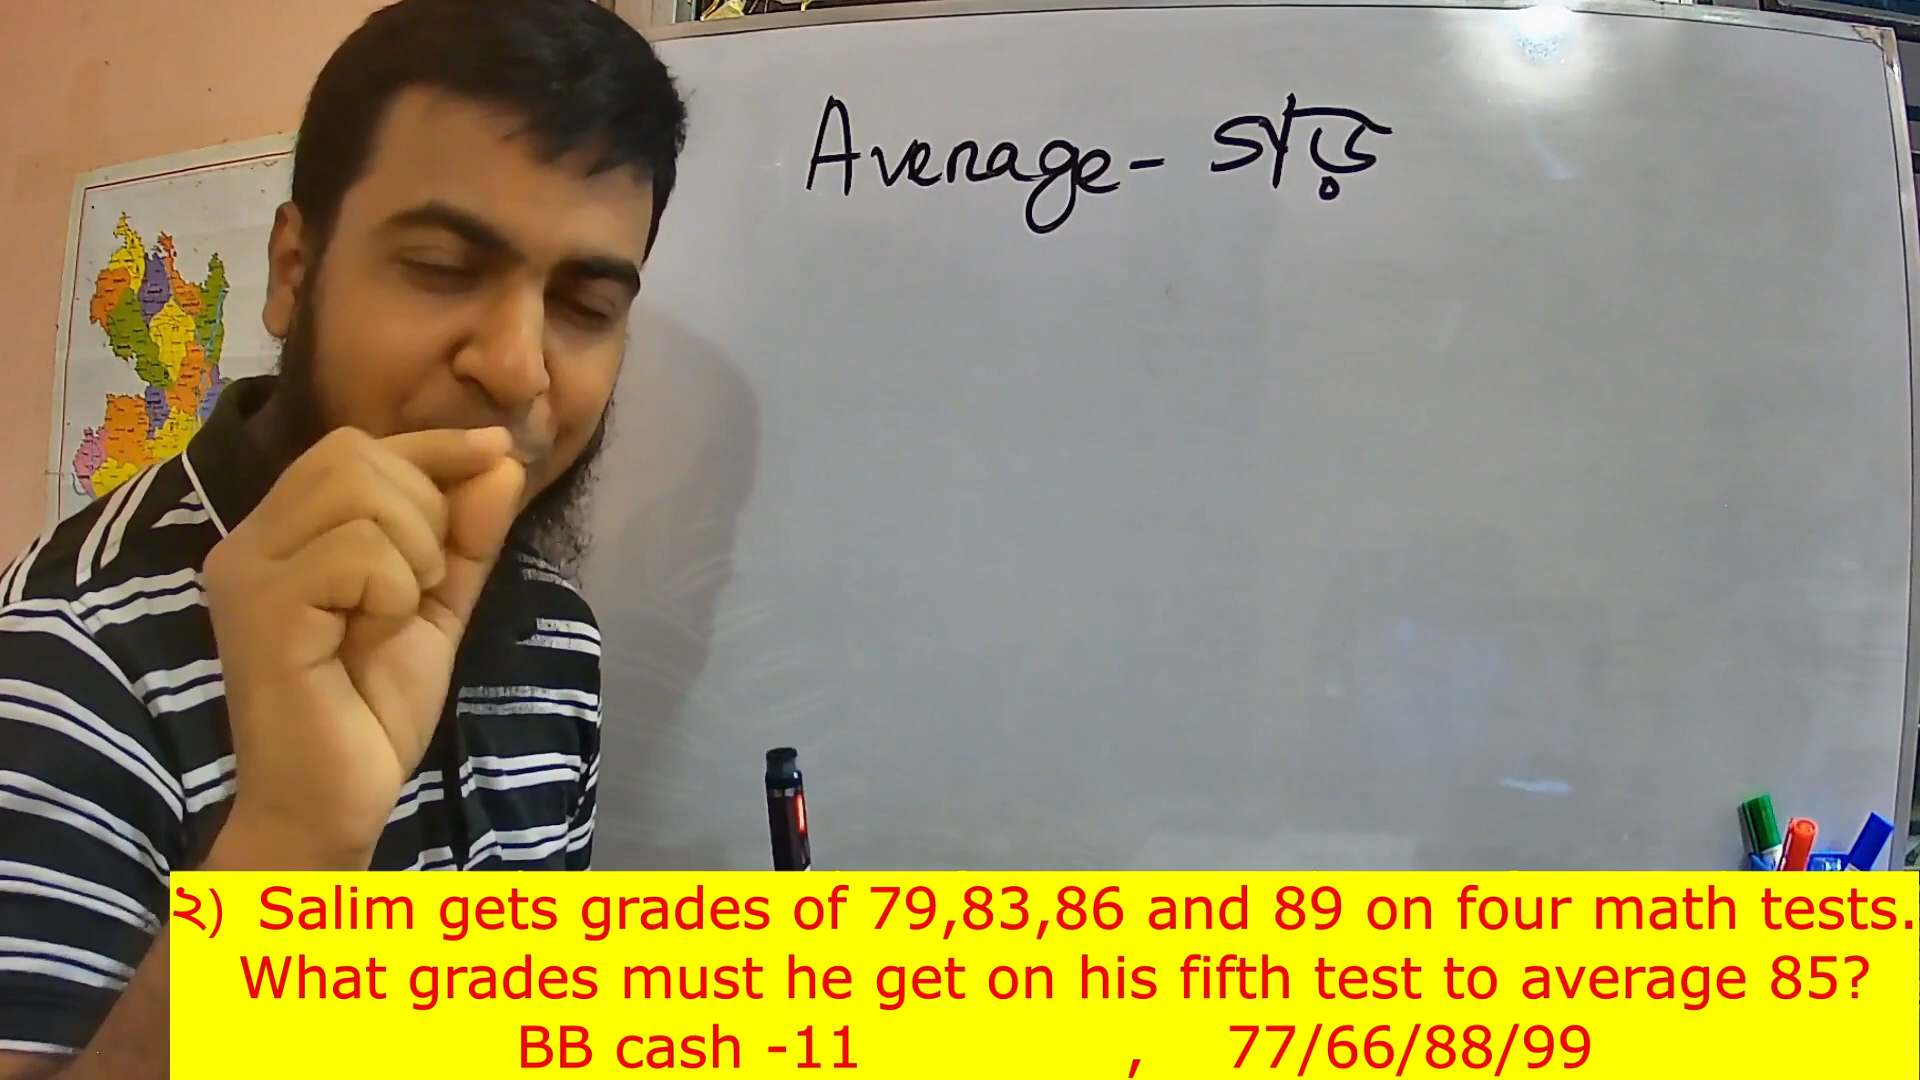 Average - গড়
২) Salim gets grades of 79,83,86 and 89 on four math tests.
What grades must he get on his fifth test to average 85?
BB cash -11 , 77/66/88/99